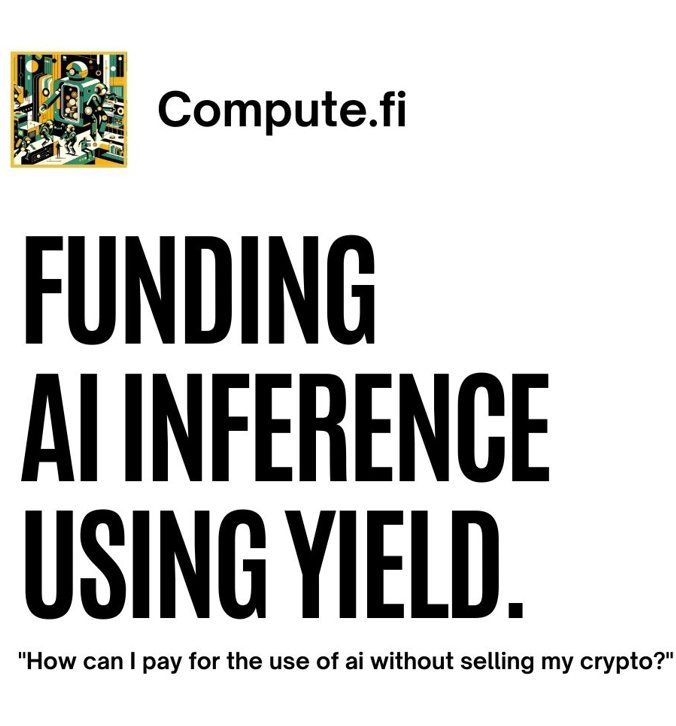 Compute.fi
FUNDING
AI INFERENCE
USING YIELD.
"How can I pay for the use of ai without selling my crypto?"